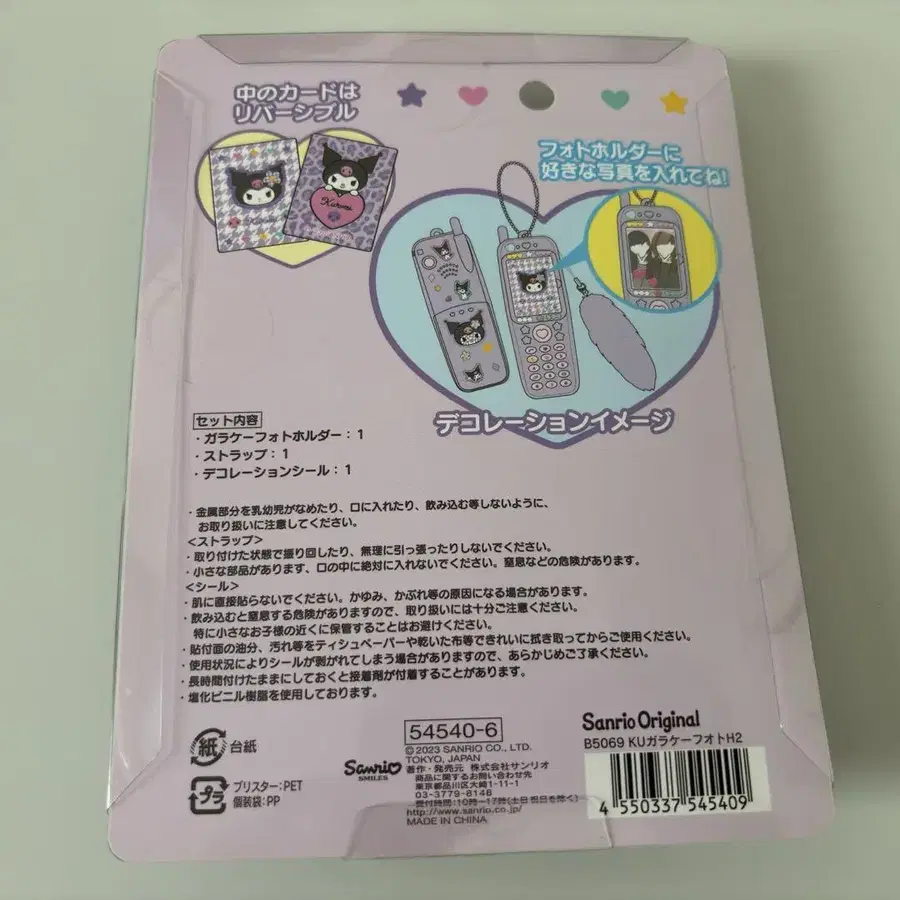 中のカードは
リバーシブル
Kuromi
フォトホルダーに
好きな写真を入れてね!
デコレーションイメージ
セット内容
・ガラケーフォトホルダー：1
・ストラップ：1
・デコレーションシール：1
・金属部分を乳幼児がなめたり、口に入れたり、飲み込む等しないように、
お取り扱いに注意してください。
<ストラップ>
・取り付けた状態で振り回したり、無理に引っ張ったりしないでください。
・小さな部品があります、口の中に絶対に入れないでください。窒息などの危険があります。
<シール>
・肌に直接貼らないでください。かゆみ、かぶれ等の原因になる場合があります。
・飲み込むと窒息する危険がありますので、取り扱いには十分ご注意ください。
特に小さなお子様の近くに保管することはお避けください。
・貼付面の油分、汚れ等をティシュペーパーや乾いた布等できれいに拭き取ってからご使用ください。
・使用状況によりシールが剥がれてしまう場合がありますので、あらかじめご了承ください。
・長時間付けたままにしておくと接着剤が付着することがあります。
・塩化ビニル樹脂を使用しております。
紙 台紙
プラ ブリスター:PET
個装袋:PP
Sanrio
SMILES
54540-6
©2023 SANRIO CO., LTD.
TOKYO, JAPAN
著作・発売元 株式会社サンリオ
商品に関するお問い合わせ先
東京都品川区大崎1-11-1
03-3779-8148
受付時間:10時〜17時(土日祝日を除く)
http://www.sanrio.co.jp/
MADE IN CHINA
Sanrio Original
B5069 KUガラケーフォトH2
4 550337 545409